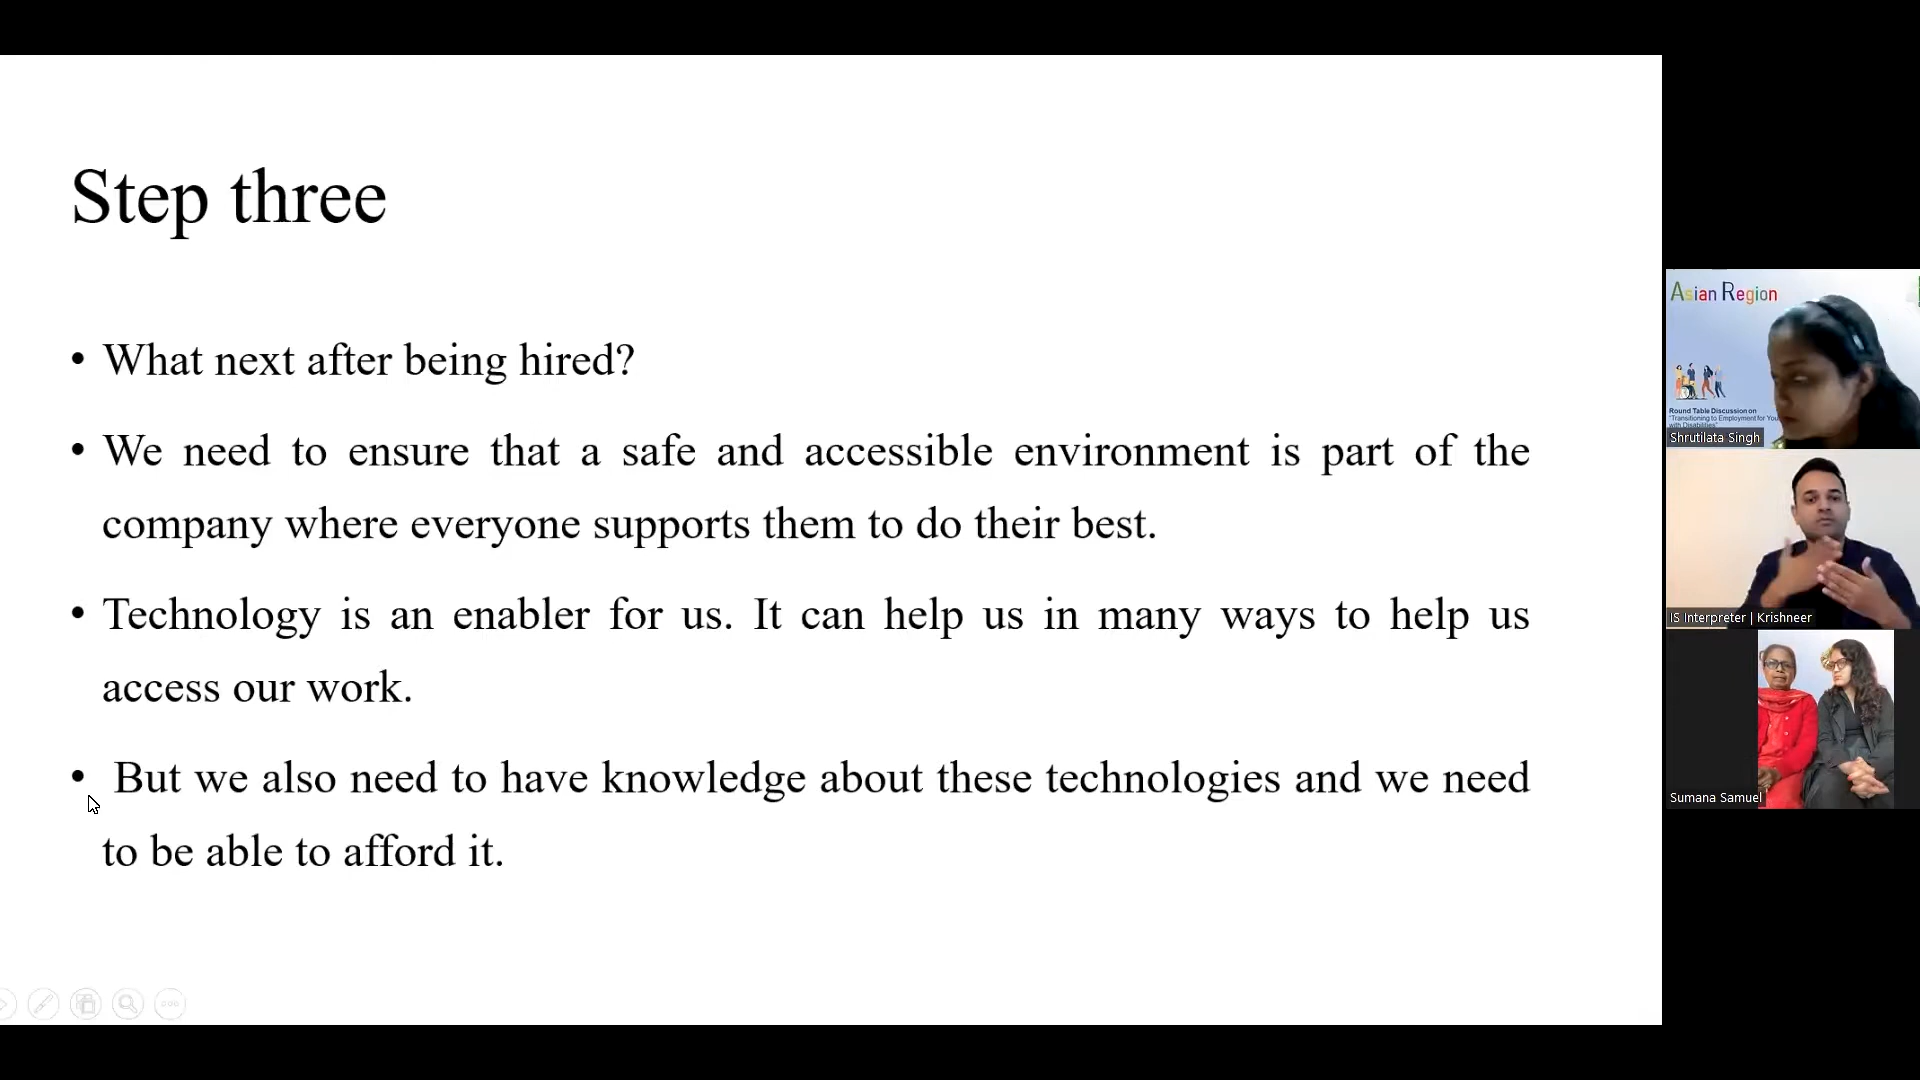 Step three
• What next after being hired?
• We need to ensure that a safe and accessible environment is part of the
company where everyone supports them to do their best.
• Technology is an enabler for us. It can help us in many ways to help us
access our work.
• But we also need to have knowledge about these technologies and we need
to be able to afford it.
Asian Region
Round Table Discussion on
"Transitioning to Employment for You
with Disabilities"
Shrutilata Singh
IS Interpreter | Krishneer
Sumana Samuel